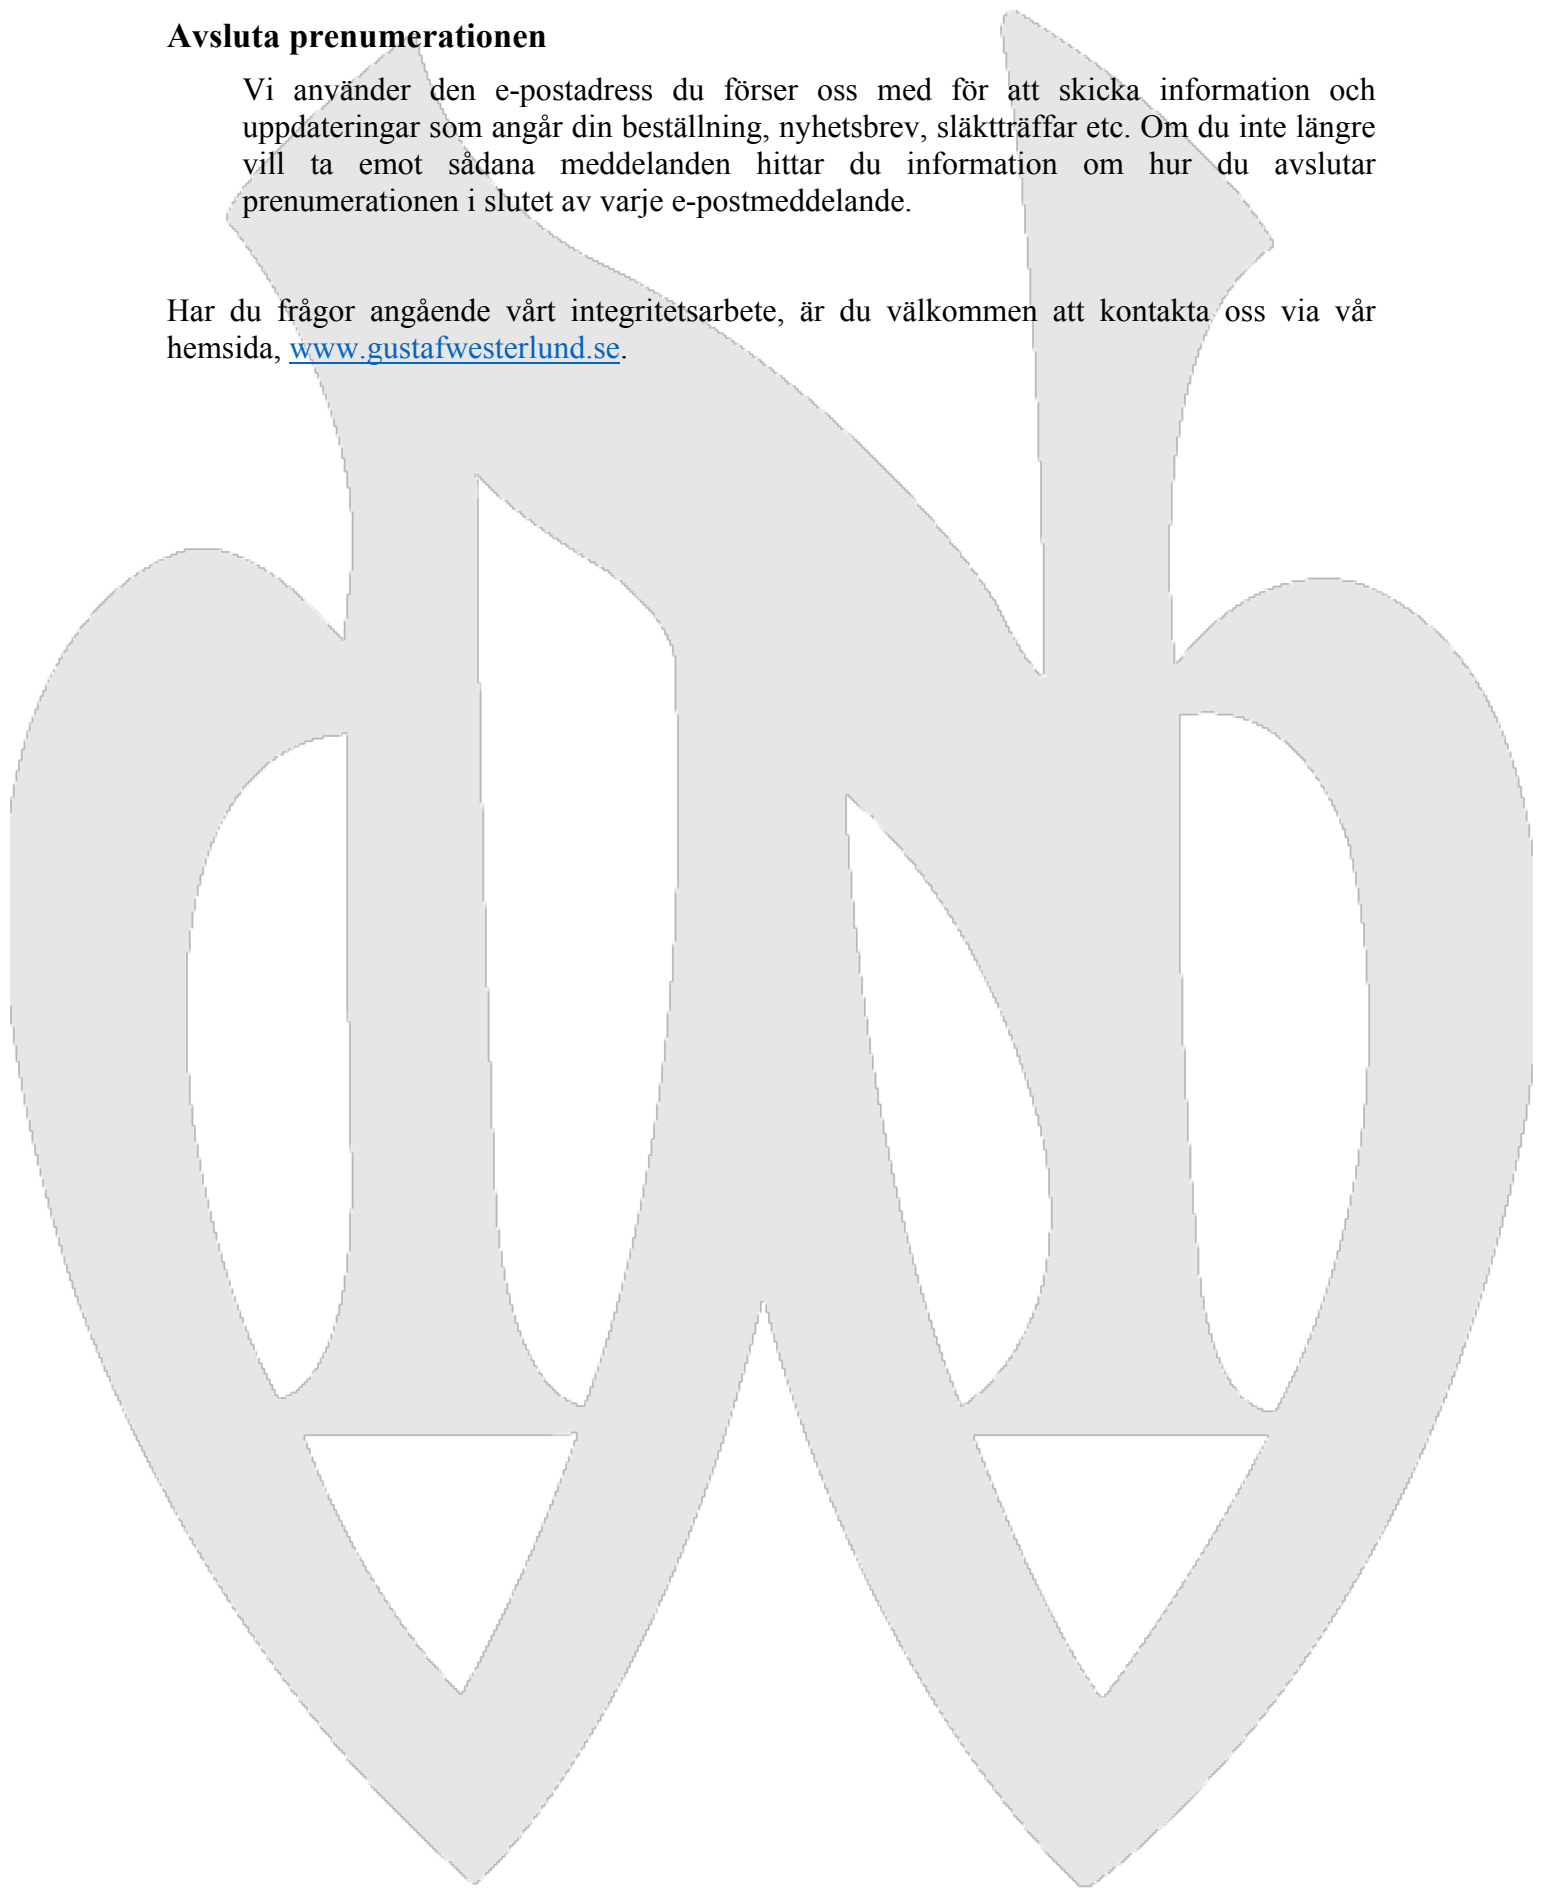 Avsluta prenumerationen
Vi använder den e-postadress du förser oss med för att skicka information och
uppdateringar som angår din beställning, nyhetsbrev, släktträffar etc. Om du inte längre
vill ta emot sådana meddelanden hittar du information om hur du avslutar
prenumerationen i slutet av varje e-postmeddelande.
Har du frågor angående vårt integritetsarbete, är du välkommen att kontakta oss via vår
hemsida, www.gustafwesterlund.se.